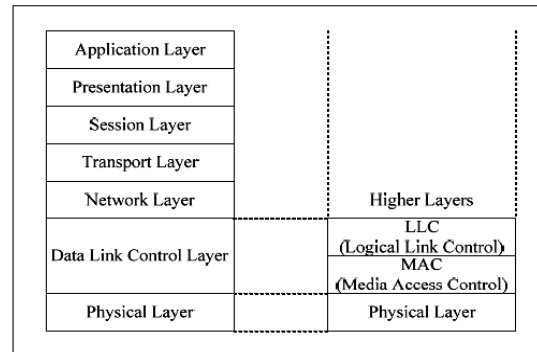 Application Layer
Presentation Layer
Session Layer
Transport Layer
Network Layer
Data Link Control Layer
Physical Layer
Higher Layers
LLC
(Logical Link Control)
MAC
(Media Access Control)
Physical Layer